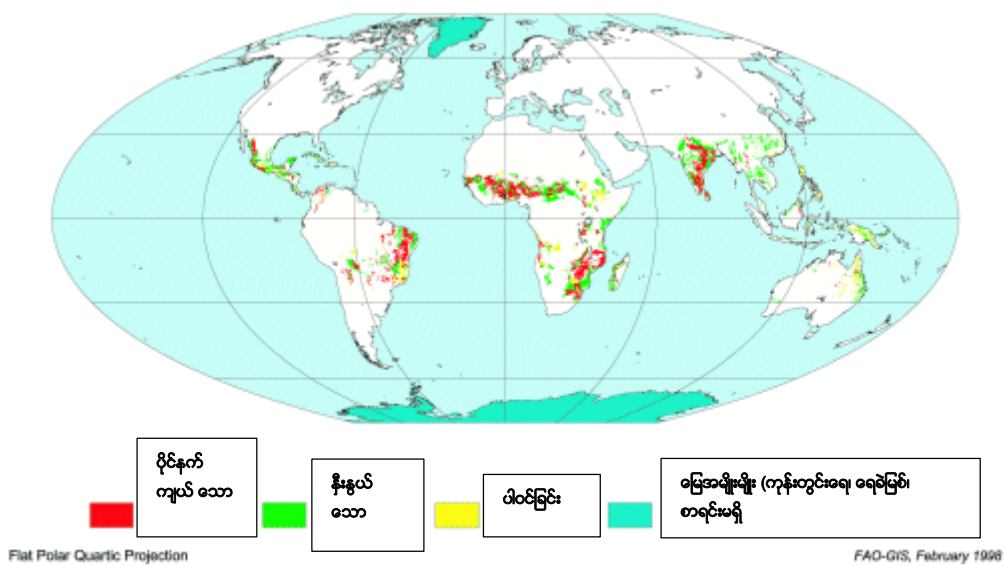 ပိုင်နက်
ကျယ် သော
နှီးနွယ်
သော
ပါဝင်ခြင်း
မြေအမျိုးမျိုး (ကုန်းတွင်းရေ၊ ရေခဲမြစ်၊
စာရင်းမရှိ
Flat Polar Quartic Projection
FAO-GIS, February 1998